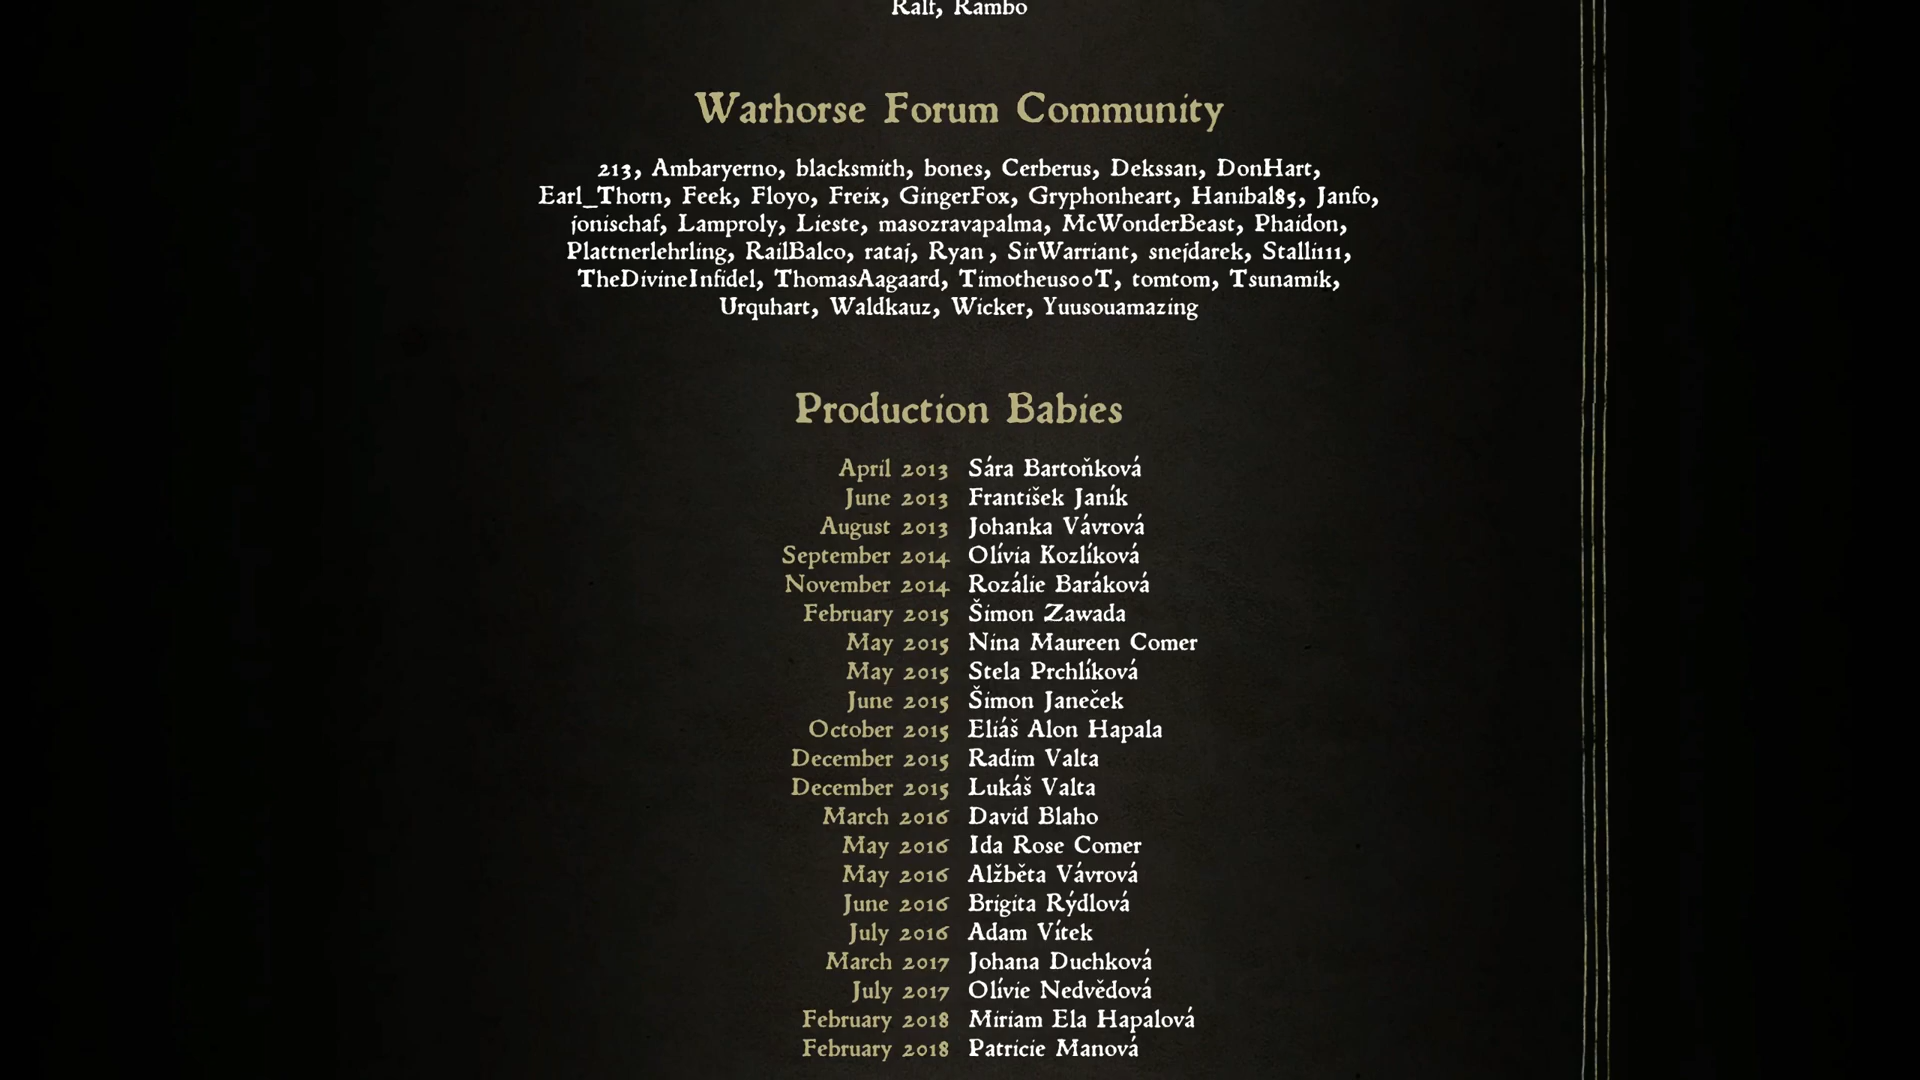 Ralf, Rambo
Warhorse Forum Community
213, Ambaryerno, blacksmith, bones, Cerberus, Dekssan, DonHart,
Earl_Thorn, Feek, Floyo, Freix, GingerFox, Gryphonheart, Hanibal85, Janfo,
jonischaf, Lamproly, Lieste, masozravapalma, McWonderBeast, Phaidon,
Plattnerlehrling, RailBalco, rataj, Ryan , SirWarriant, snejdarek, Stalli111,
TheDivineInfidel, ThomasAagaard, Timotheus00T, tomtom, Tsunamik,
Urquhart, Waldkauz, Wicker, Yuusouamazing
Production Babies
April 2013 Sára Bartoňková
June 2013 František Janík
August 2013 Johanka Vávrová
September 2014 Olívia Kozlíková
November 2014 Rozálie Baráková
February 2015 Šimon Zawada
May 2015 Nina Maureen Comer
May 2015 Stela Prchlíková
June 2015 Šimon Janeček
October 2015 Eliáš Alon Hapala
December 2015 Radim Valta
December 2015 Lukáš Valta
March 2016 David Blaho
May 2016 Ida Rose Comer
May 2016 Alžběta Vávrová
June 2016 Brigita Rýdlová
July 2016 Adam Vítek
March 2017 Johana Duchková
July 2017 Olívie Nedvědová
February 2018 Miriam Ela Hapalová
February 2018 Patricie Manová